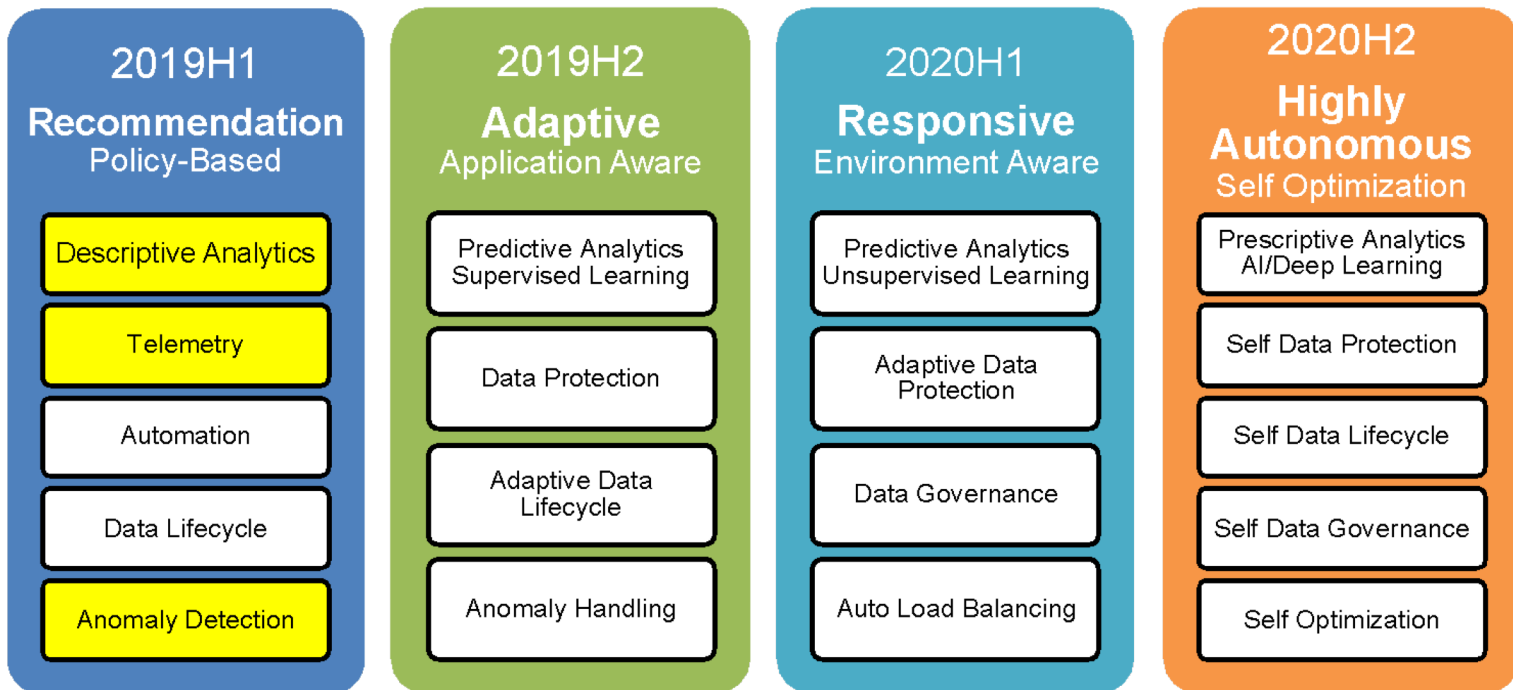 2019H1
Recommendation
Policy-Based
Descriptive Analytics
Telemetry
Automation
Data Lifecycle
Anomaly Detection
2019H2
Adaptive
Application Aware
Predictive Analytics
Supervised Learning
Data Protection
Adaptive Data
Lifecycle
Anomaly Handling
2020H1
Responsive
Environment Aware
Predictive Analytics
Unsupervised Learning
Adaptive Data
Protection
Data Governance
Auto Load Balancing
2020H2
Highly
Autonomous
Self Optimization
Prescriptive Analytics
AI/Deep Learning
Self Data Protection
Self Data Lifecycle
Self Data Governance
Self Optimization